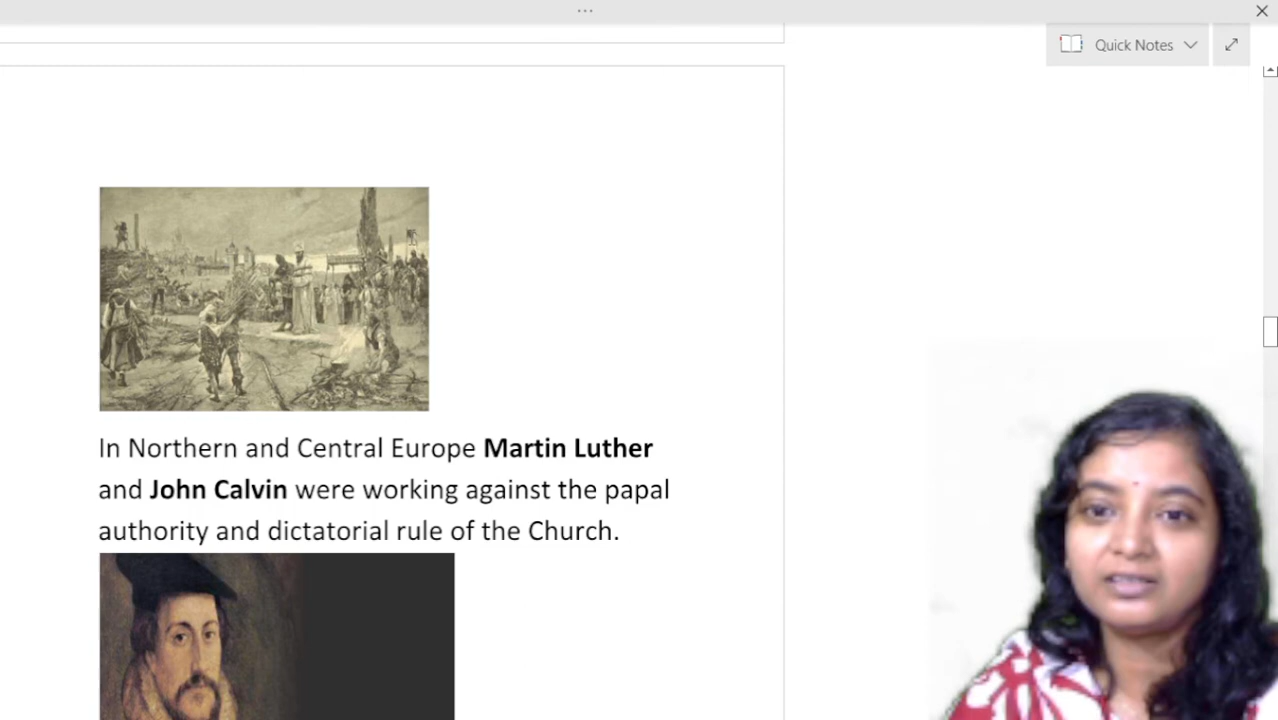 Quick Notes
In Northern and Central Europe Martin Luther
and John Calvin were working against the papal
authority and dictatorial rule of the Church.